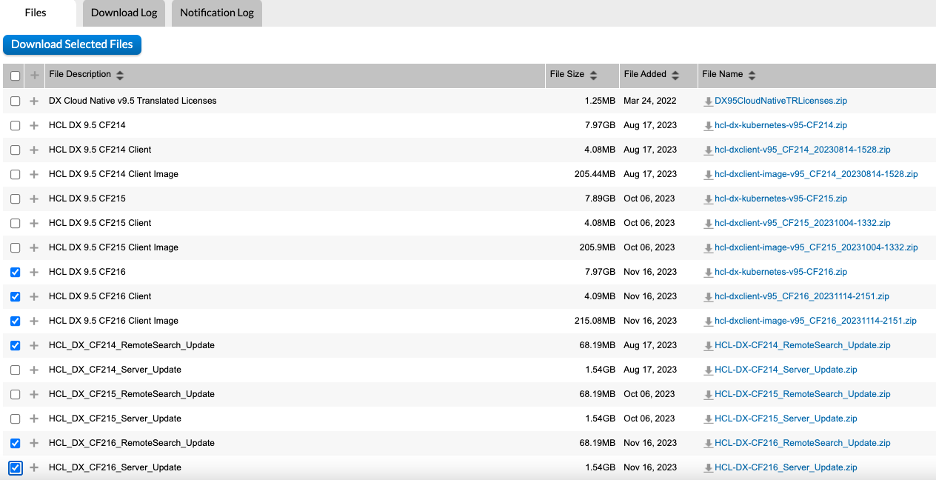 Files Download Log Notification Log
Download Selected Files
File Description File Size File Added File Name
DX Cloud Native v9.5 Translated Licenses 1.25MB Mar 24, 2022 DX95CloudNativeTRLicenses.zip
HCL DX 9.5 CF214 7.97GB Aug 17, 2023 hcl-dx-kubernetes-v95-CF214.zip
HCL DX 9.5 CF214 Client 4.08MB Aug 17, 2023 hcl-dxclient-v95_CF214_20230814-1528.zip
HCL DX 9.5 CF214 Client Image 205.44MB Aug 17, 2023 hcl-dxclient-image-v95_CF214_20230814-1528.zip
HCL DX 9.5 CF215 7.89GB Oct 06, 2023 hcl-dx-kubernetes-v95-CF215.zip
HCL DX 9.5 CF215 Client 4.08MB Oct 06, 2023 hcl-dxclient-v95_CF215_20231004-1332.zip
HCL DX 9.5 CF215 Client Image 205.9MB Oct 06, 2023 hcl-dxclient-image-v95_CF215_20231004-1332.zip
HCL DX 9.5 CF216 7.97GB Nov 16, 2023 hcl-dx-kubernetes-v95-CF216.zip
HCL DX 9.5 CF216 Client 4.09MB Nov 16, 2023 hcl-dxclient-v95_CF216_20231114-2151.zip
HCL DX 9.5 CF216 Client Image 215.08MB Nov 16, 2023 hcl-dxclient-image-v95_CF216_20231114-2151.zip
HCL_DX_CF214_RemoteSearch_Update 68.19MB Aug 17, 2023 HCL-DX-CF214_RemoteSearch_Update.zip
HCL_DX_CF214_Server_Update 1.54GB Aug 17, 2023 HCL-DX-CF214_Server_Update.zip
HCL_DX_CF215_RemoteSearch_Update 68.19MB Oct 06, 2023 HCL-DX-CF215_RemoteSearch_Update.zip
HCL_DX_CF215_Server_Update 1.54GB Oct 06, 2023 HCL-DX-CF215_Server_Update.zip
HCL_DX_CF216_RemoteSearch_Update 68.19MB Nov 16, 2023 HCL-DX-CF216_RemoteSearch_Update.zip
HCL_DX_CF216_Server_Update 1.54GB Nov 16, 2023 HCL-DX-CF216_Server_Update.zip